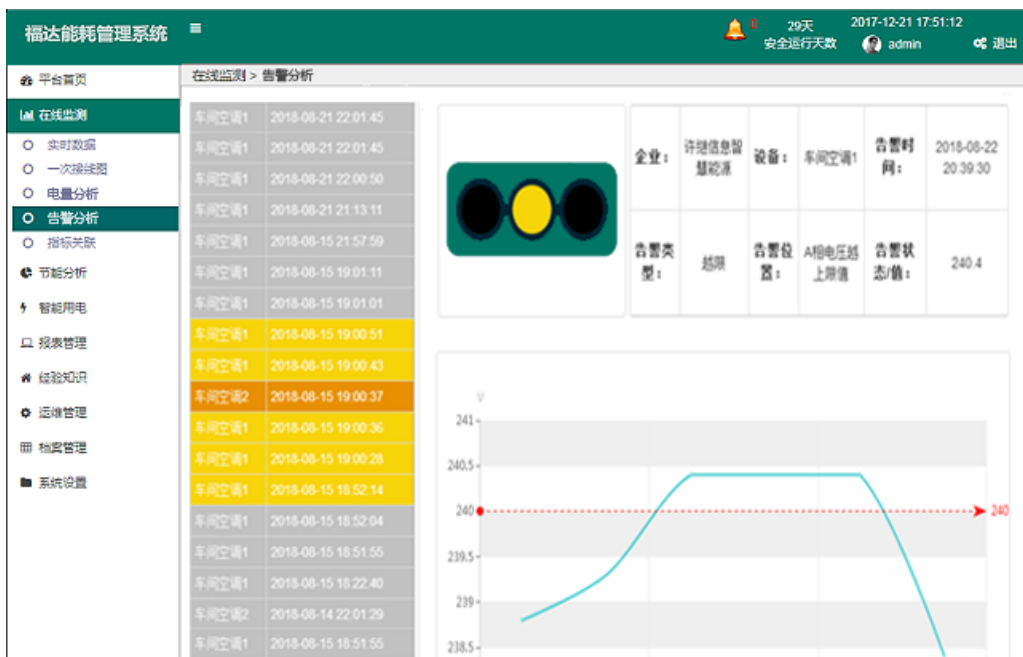 福达能耗管理系统
29天
安全运行天数
2017-12-21 17:51:12
admin
退出
平台首页
在线监测
实时数据
一次接线图
电量分析
告警分析
指标关联
节能分析
智能用电
报表管理
经验知识
运维管理
档案管理
系统设置
在线监测 > 告警分析
车间空调1 2018-08-21 22:01:45
车间空调1 2018-08-21 22:01:45
车间空调1 2018-08-21 22:00:50
车间空调1 2018-08-21 21:13:11
车间空调1 2018-08-15 21:57:59
车间空调1 2018-08-15 19:01:11
车间空调1 2018-08-15 19:01:01
车间空调1 2018-08-15 19:00:51
车间空调1 2018-08-15 19:00:43
车间空调2 2018-08-15 19:00:37
车间空调1 2018-08-15 19:00:36
车间空调1 2018-08-15 19:00:28
车间空调1 2018-08-15 18:52:14
车间空调1 2018-08-15 18:52:04
车间空调1 2018-08-15 18:51:55
车间空调1 2018-08-15 18:22:40
车间空调2 2018-08-14 22:01:29
车间空调1 2018-08-15 18:51:55
企业：
许继信息智
慧能源
设备：
车间空调1
告警时
间：
2018-08-22
20:39:30
告警类
型：
越限
告警位
置：
A相电压越
上限值
告警状
态/值：
240.4
V
241
240.5
240
240
239.5
239
238.5